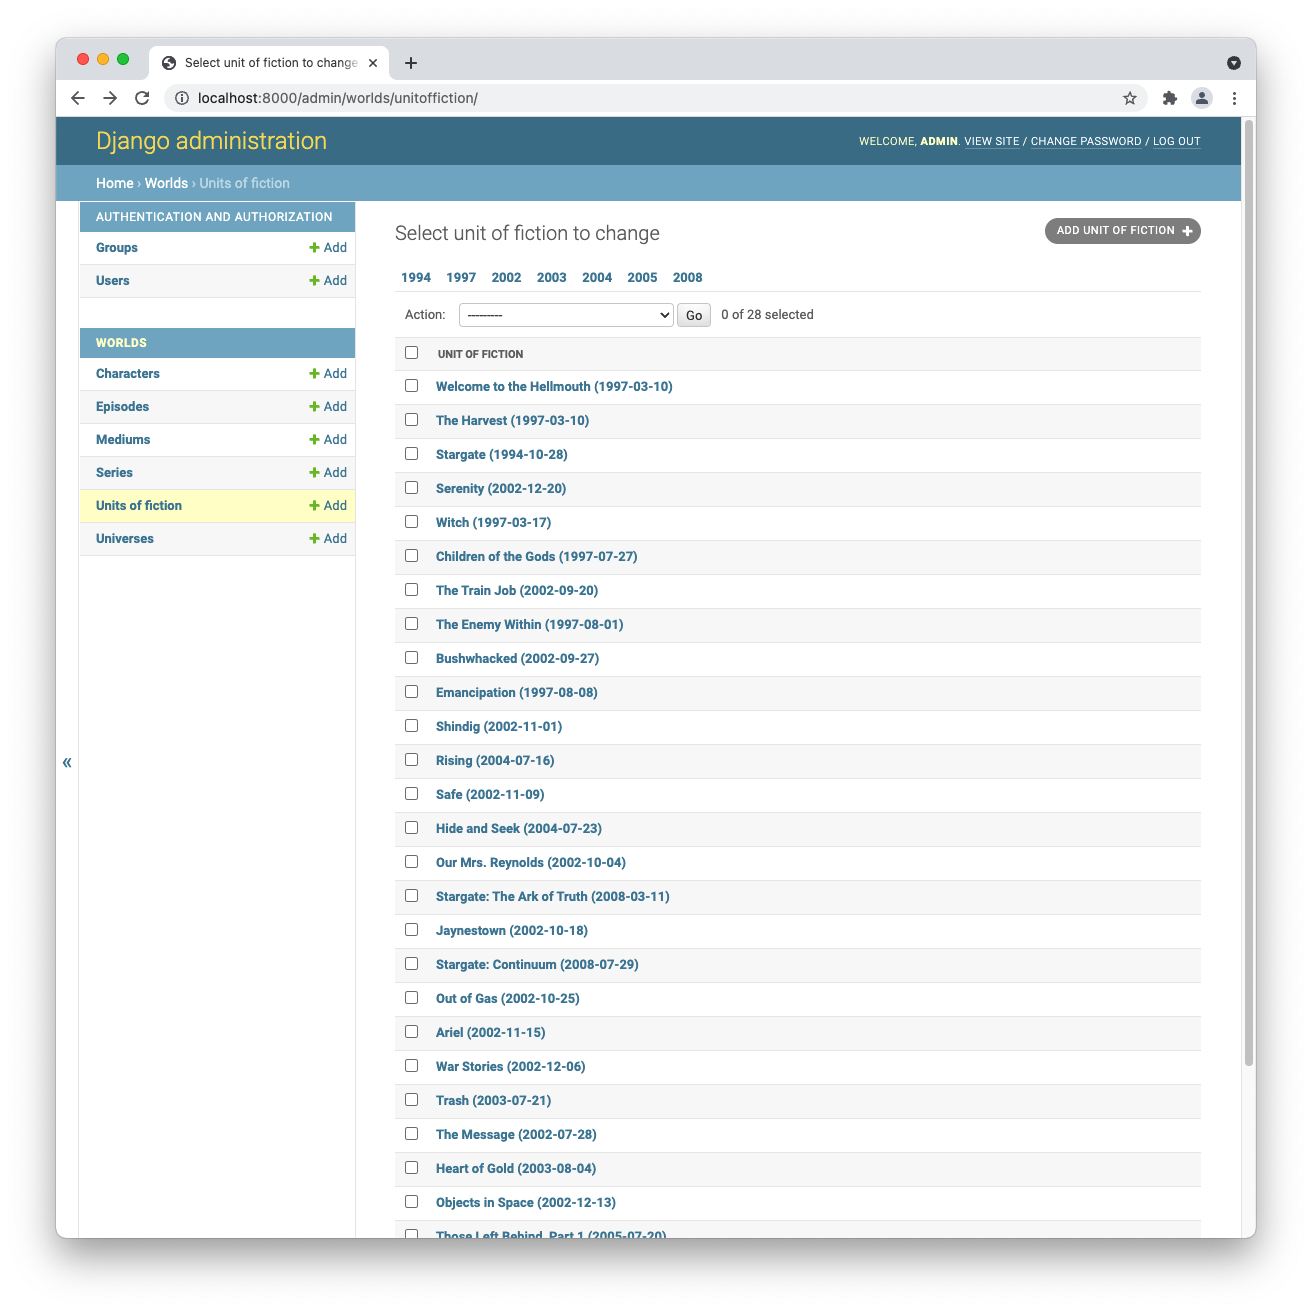 Select unit of fiction to change
localhost:8000/admin/worlds/unitoffiction/
Django administration
WELCOME, ADMIN. VIEW SITE / CHANGE PASSWORD / LOG OUT
Home › Worlds › Units of fiction
AUTHENTICATION AND AUTHORIZATION
Groups + Add
Users + Add
WORLDS
Characters + Add
Episodes + Add
Mediums + Add
Series + Add
Units of fiction + Add
Universes + Add
«
Select unit of fiction to change
ADD UNIT OF FICTION +
1994 1997 2002 2003 2004 2005 2008
Action: --------- Go 0 of 28 selected
UNIT OF FICTION
Welcome to the Hellmouth (1997-03-10)
The Harvest (1997-03-10)
Stargate (1994-10-28)
Serenity (2002-12-20)
Witch (1997-03-17)
Children of the Gods (1997-07-27)
The Train Job (2002-09-20)
The Enemy Within (1997-08-01)
Bushwhacked (2002-09-27)
Emancipation (1997-08-08)
Shindig (2002-11-01)
Rising (2004-07-16)
Safe (2002-11-09)
Hide and Seek (2004-07-23)
Our Mrs. Reynolds (2002-10-04)
Stargate: The Ark of Truth (2008-03-11)
Jaynestown (2002-10-18)
Stargate: Continuum (2008-07-29)
Out of Gas (2002-10-25)
Ariel (2002-11-15)
War Stories (2002-12-06)
Trash (2003-07-21)
The Message (2002-07-28)
Heart of Gold (2003-08-04)
Objects in Space (2002-12-13)
Those Left Behind, Part 1 (2005-07-20)